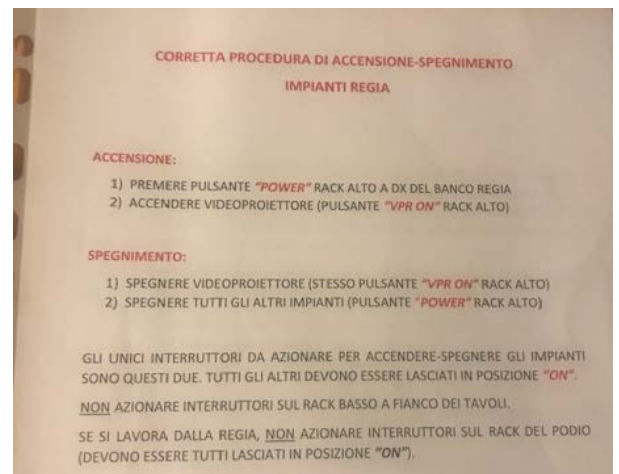 CORRETTA PROCEDURA DI ACCENSIONE-SPEGNIMENTO
IMPIANTI REGIA
ACCENSIONE:
1) PREMERE PULSANTE "POWER" RACK ALTO A DX DEL BANCO REGIA
2) ACCENDERE VIDEOPROIETTORE (PULSANTE "VPR ON" RACK ALTO)
SPEGNIMENTO:
1) SPEGNERE VIDEOPROIETTORE (STESSO PULSANTE "VPR ON" RACK ALTO)
2) SPEGNERE TUTTI GLI ALTRI IMPIANTI (PULSANTE "POWER" RACK ALTO)
GLI UNICI INTERRUTTORI DA AZIONARE PER ACCENDERE-SPEGNERE GLI IMPIANTI
SONO QUESTI DUE. TUTTI GLI ALTRI DEVONO ESSERE LASCIATI IN POSIZIONE "ON".
NON AZIONARE INTERRUTTORI SUL RACK BASSO A FIANCO DEI TAVOLI.
SE SI LAVORA DALLA REGIA, NON AZIONARE INTERRUTTORI SUL RACK DEL PODIO
(DEVONO ESSERE TUTTI LASCIATI IN POSIZIONE "ON").